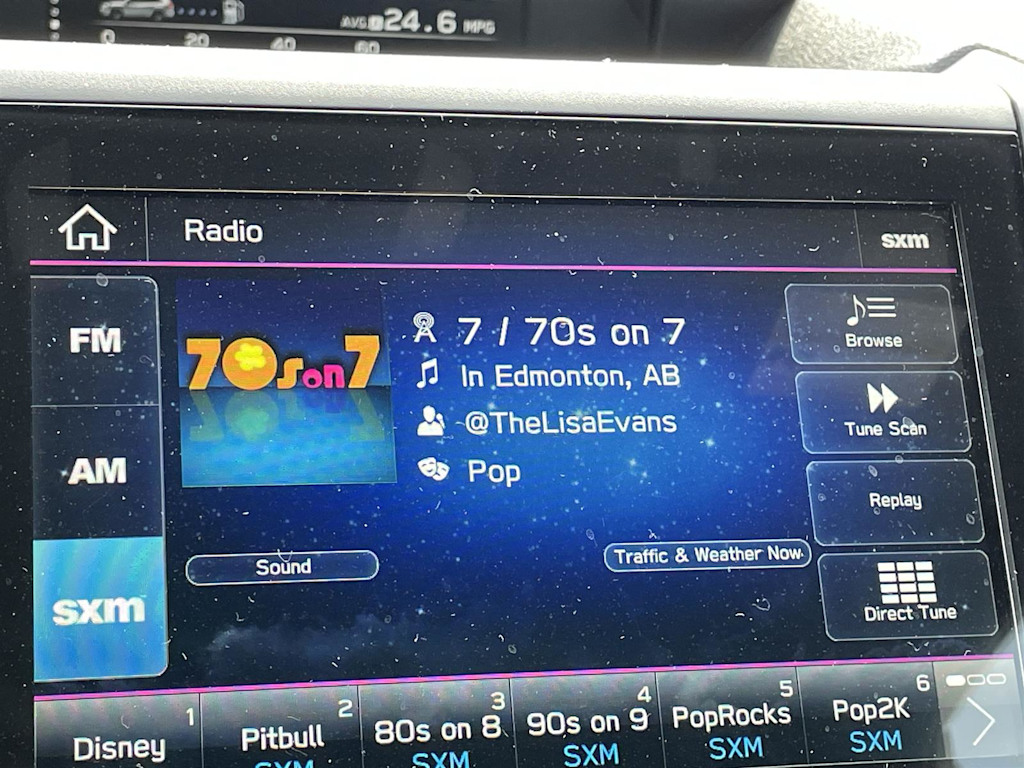 AVG 24.6 MPG
0 20 40 60
Radio
sxm
FM
AM
sxm
70s on 7
7 / 70s on 7
In Edmonton, AB
@TheLisaEvans
Pop
Browse
Tune Scan
Replay
Direct Tune
Sound
Traffic & Weather Now
1
Disney
2
Pitbull
SXM
3
80s on 8
SXM
4
90s on 9
SXM
5
PopRocks
SXM
6
Pop2K
SXM